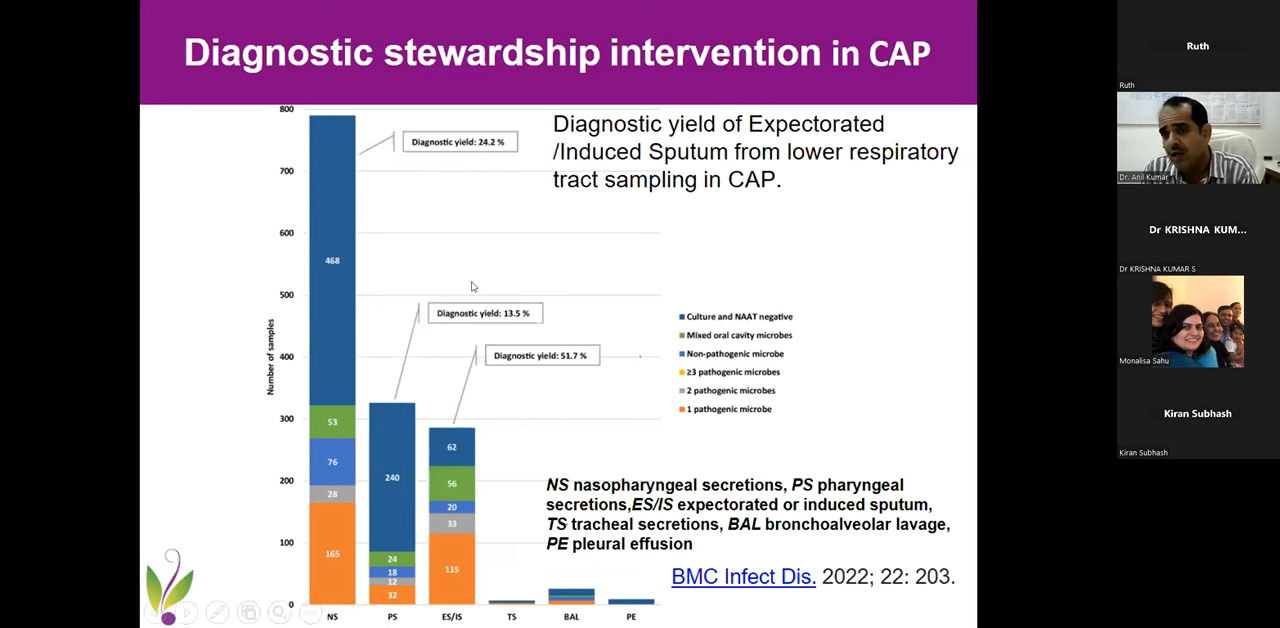 Diagnostic stewardship intervention in CAP
Diagnostic yield of Expectorated
/Induced Sputum from lower respiratory
tract sampling in CAP.
800
700
600
500
400
300
200
100
0
Number of samples
Diagnostic yield: 24.2 %
Diagnostic yield: 13.5 %
Diagnostic yield: 51.7 %
468
53
76
28
165
240
24
18
12
32
62
56
20
33
115
NS
PS
ES/IS
TS
BAL
PE
Culture and NAAT negative
Mixed oral cavity microbes
Non-pathogenic microbe
≥3 pathogenic microbes
2 pathogenic microbes
1 pathogenic microbe
NS nasopharyngeal secretions, PS pharyngeal
secretions,ES/IS expectorated or induced sputum,
TS tracheal secretions, BAL bronchoalveolar lavage,
PE pleural effusion
BMC Infect Dis. 2022; 22: 203.
Ruth
Ruth
Dr. Anil Kumar
Dr KRISHNA KUM...
Dr KRISHNA KUMAR S
Monalisa Sahu
Kiran Subhash
Kiran Subhash